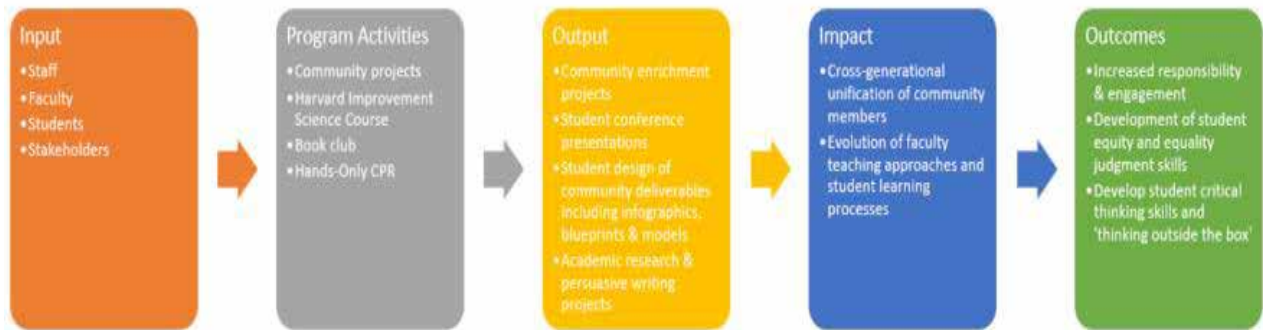 Input
•Staff
•Faculty
•Students
•Stakeholders
Program Activities
•Community projects
•Harvard Improvement
Science Course
•Book club
•Hands-Only CPR
Output
•Community enrichment
projects
•Student conference
presentations
•Student design of
community deliverables
including infographics,
blueprints & models
•Academic research &
persuasive writing
projects
Impact
•Cross-generational
unification of community
members
•Evolution of faculty
teaching approaches and
student learning
processes
Outcomes
•Increased responsibility
& engagement
•Development of student
equity and equality
judgment skills
•Develop student critical
thinking skills and
'thinking outside the box'